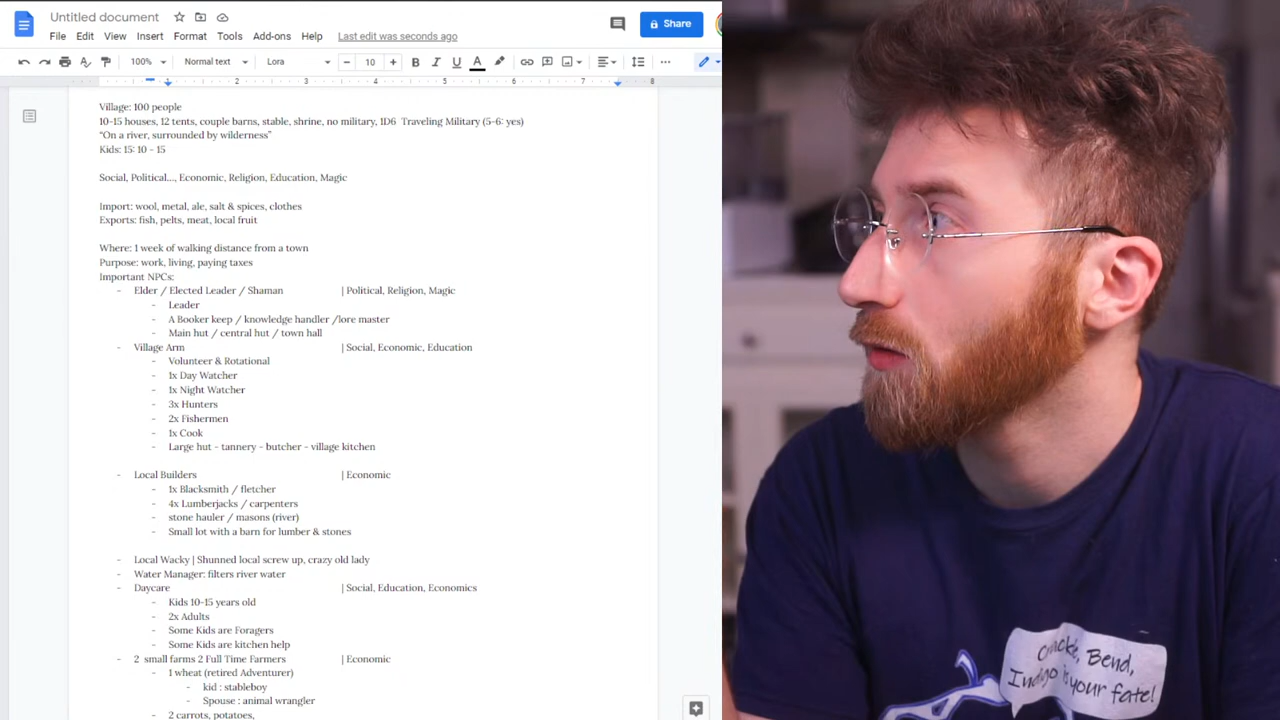 Untitled document
File Edit View Insert Format Tools Add-ons Help Last edit was seconds ago
Share
100% Normal text Lora 10 B I U A
1 2 3 4 5 6 7 8
Village: 100 people
10-15 houses, 12 tents, couple barns, stable, shrine, no military, 1D6 Traveling Military (5-6: yes)
“On a river, surrounded by wilderness”
Kids: 15: 10 - 15
Social, Political..., Economic, Religion, Education, Magic
Import: wool, metal, ale, salt & spices, clothes
Exports: fish, pelts, meat, local fruit
Where: 1 week of walking distance from a town
Purpose: work, living, paying taxes
Important NPCs:
- Elder / Elected Leader / Shaman | Political, Religion, Magic
- Leader
- A Booker keep / knowledge handler /lore master
- Main hut / central hut / town hall
- Village Arm | Social, Economic, Education
- Volunteer & Rotational
- 1x Day Watcher
- 1x Night Watcher
- 3x Hunters
- 2x Fishermen
- 1x Cook
- Large hut - tannery - butcher - village kitchen
- Local Builders | Economic
- 1x Blacksmith / fletcher
- 4x Lumberjacks / carpenters
- stone hauler / masons (river)
- Small lot with a barn for lumber & stones
- Local Wacky | Shunned local screw up, crazy old lady
- Water Manager: filters river water
- Daycare | Social, Education, Economics
- Kids 10-15 years old
- 2x Adults
- Some Kids are Foragers
- Some Kids are kitchen help
- 2 small farms 2 Full Time Farmers | Economic
- 1 wheat (retired Adventurer)
- kid : stableboy
- Spouse : animal wrangler
- 2 carrots, potatoes,
Bend,
your fate!